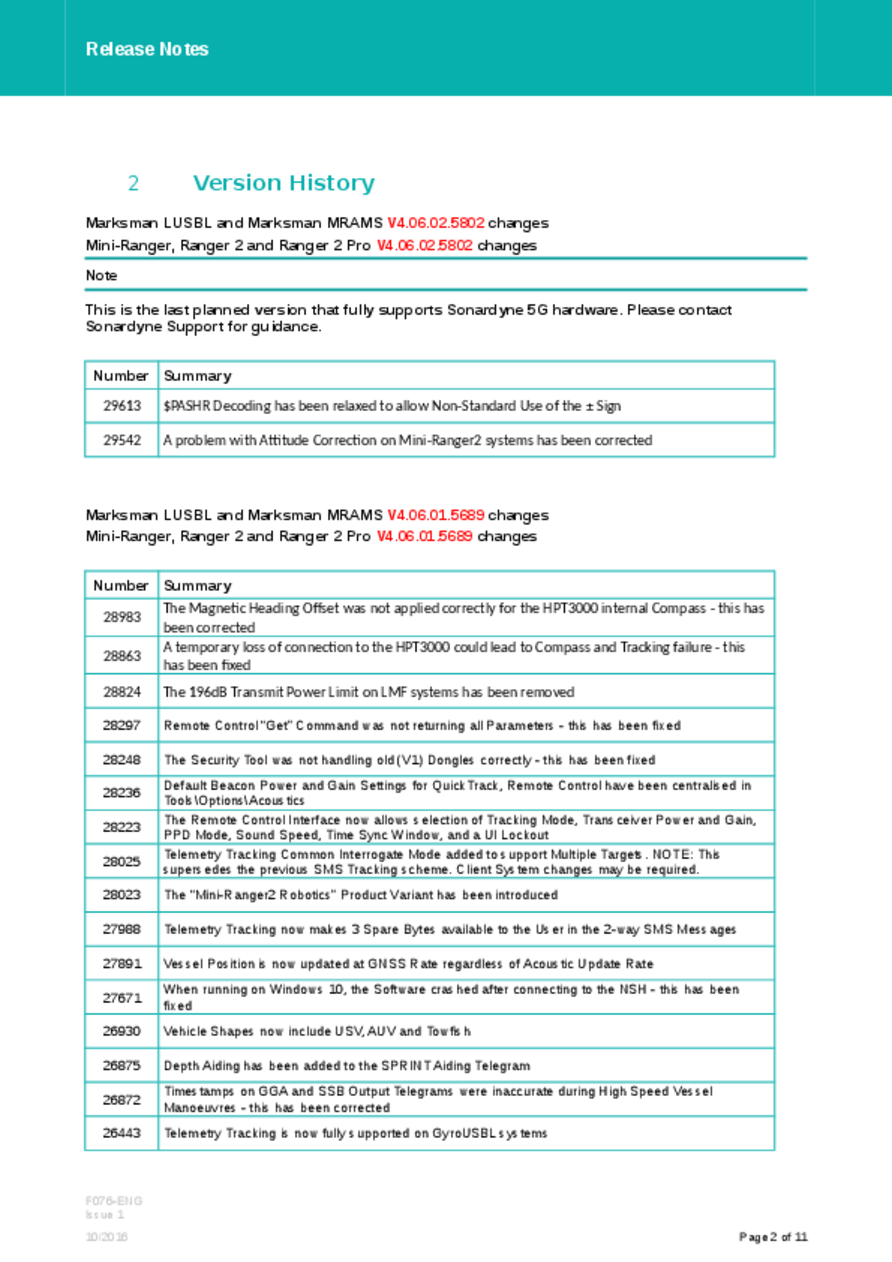 Release Notes
2 Version History
Marksman LUSBL and Marksman MRAMS V4.06.02.5802 changes
Mini-Ranger, Ranger 2 and Ranger 2 Pro V4.06.02.5802 changes
Note
This is the last planned version that fully supports Sonardyne 5G hardware. Please contact
Sonardyne Support for guidance.
Number Summary
29613 $PASHR Decoding has been relaxed to allow Non-Standard Use of the ± Sign
29542 A problem with Attitude Correction on Mini-Ranger2 systems has been corrected
Marksman LUSBL and Marksman MRAMS V4.06.01.5689 changes
Mini-Ranger, Ranger 2 and Ranger 2 Pro V4.06.01.5689 changes
Number Summary
28983 The Magnetic Heading Offset was not applied correctly for the HPT3000 internal Compass - this has
been corrected
28863 A temporary loss of connection to the HPT3000 could lead to Compass and Tracking failure - this
has been fixed
28824 The 196dB Transmit Power Limit on LMF systems has been removed
28297 Remote Control "Get" Command was not returning all Parameters - this has been fixed
28248 The Security Tool was not handling old (V1) Dongles correctly - this has been fixed
28236 Default Beacon Power and Gain Settings for Quick Track, Remote Control have been centralised in
Tools\Options\Acoustics
28223 The Remote Control Interface now allows selection of Tracking Mode, Transceiver Power and Gain,
PPD Mode, Sound Speed, Time Sync Window, and a UI Lockout
28025 Telemetry Tracking Common Interrogate Mode added to support Multiple Targets. NOTE: This
supersedes the previous SMS Tracking scheme. Client System changes may be required.
28023 The "Mini-Ranger2 Robotics" Product Variant has been introduced
27988 Telemetry Tracking now makes 3 Spare Bytes available to the User in the 2-way SMS Messages
27891 Vessel Position is now updated at GNSS Rate regardless of Acoustic Update Rate
27671 When running on Windows 10, the Software crashed after connecting to the NSH - this has been
fixed
26930 Vehicle Shapes now include USV, AUV and Towfish
26875 Depth Aiding has been added to the SPRINT Aiding Telegram
26872 Timestamps on GGA and SSB Output Telegrams were inaccurate during High Speed Vessel
Manoeuvres - this has been corrected
26443 Telemetry Tracking is now fully supported on GyroUSBL systems
F076-ENG
Issue 1
10/2016
Page 2 of 11